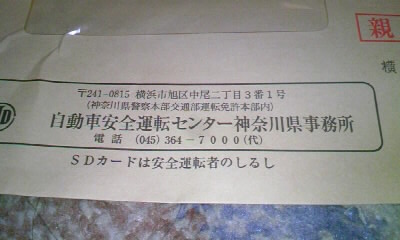 親
横
〒241-0815 横浜市旭区中尾二丁目3番1号
(神奈川県警察本部交通部運転免許本部内)
自動車安全運転センター神奈川県事務所
電話 (045) 364－7000(代)
SDカードは安全運転者のしるし